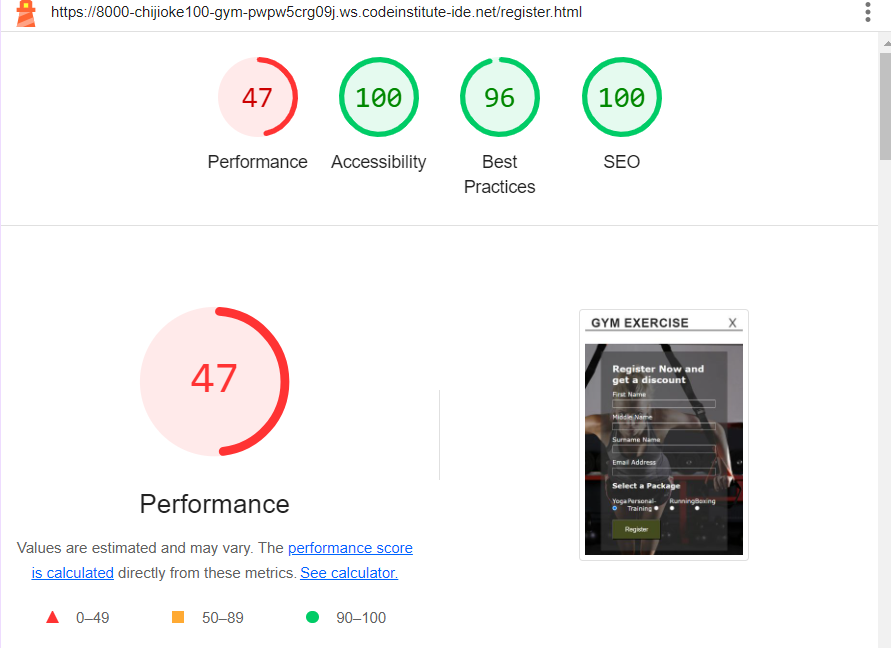 https://8000-chijioke100-gym-pwpw5crg09j.ws.codeinstitute-ide.net/register.html
47
100
96
100
Performance
Accessibility
Best
Practices
SEO
47
Performance
Values are estimated and may vary. The performance score
is calculated directly from these metrics. See calculator.
0–49
50–89
90–100
GYM EXERCISE
X
Register Now and
get a discount
First Name
Middle Name
Surname Name
Email Address
Select a Package
Yoga Personal- Running Boxing
Training
Register